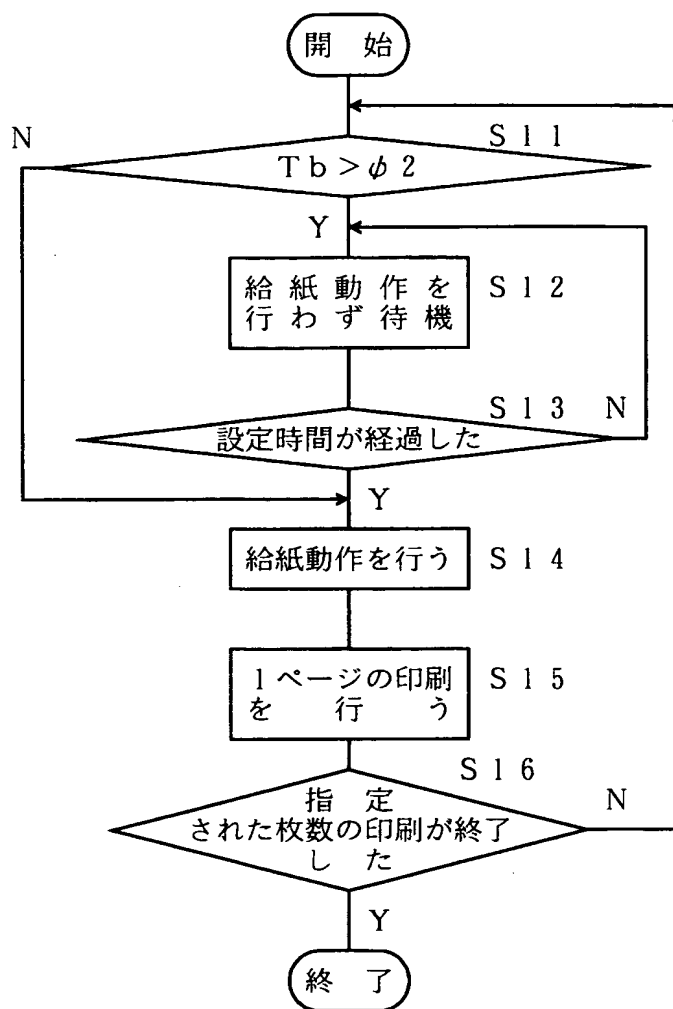 開始
N
S11
Tb>φ2
Y
給紙動作を
行わず待機
S12
S13
N
設定時間が経過した
Y
給紙動作を行う
S14
1ページの印刷
を行う
S15
S16
指定
された枚数の印刷が終了
した
N
Y
終了